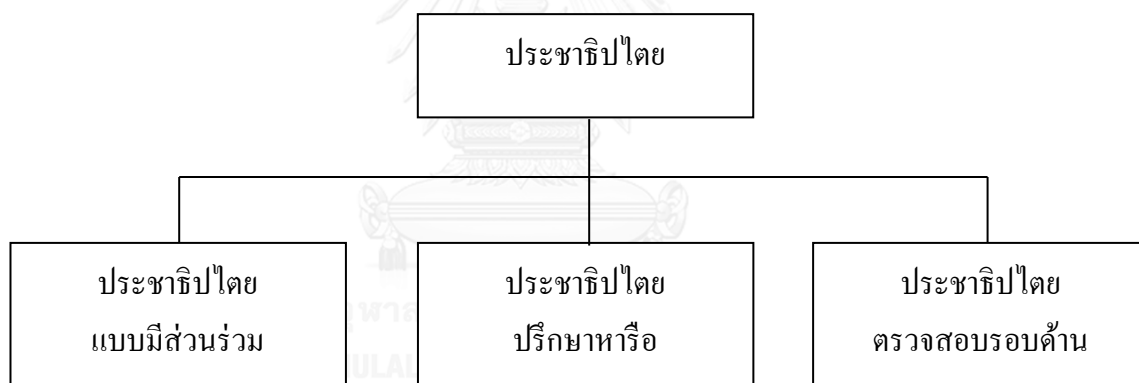 ประชาธิปไตย
ประชาธิปไตย
แบบมีส่วนร่วม
ประชาธิปไตย
ปรึกษาหารือ
ประชาธิปไตย
ตรวจสอบรอบด้าน